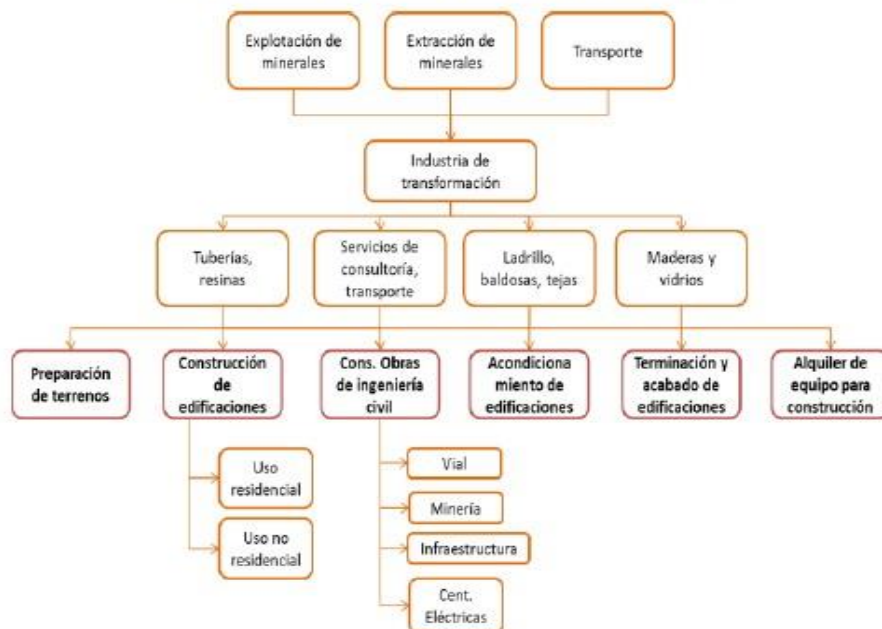 Explotación de
minerales
Extracción de
minerales
Transporte
Industria de
transformación
Tuberías,
resinas
Servicios de
consultoría,
transporte
Ladrillo,
baldosas, tejas
Maderas y
vidrios
Preparación
de terrenos
Construcción
de
edificaciones
Cons. Obras
de ingeniería
civil
Acondiciona
miento de
edificaciones
Terminación y
acabado de
edificaciones
Alquiler de
equipo para
construcción
Uso
residencial
Uso no
residencial
Vial
Minería
Infraestructura
Cent.
Eléctricas